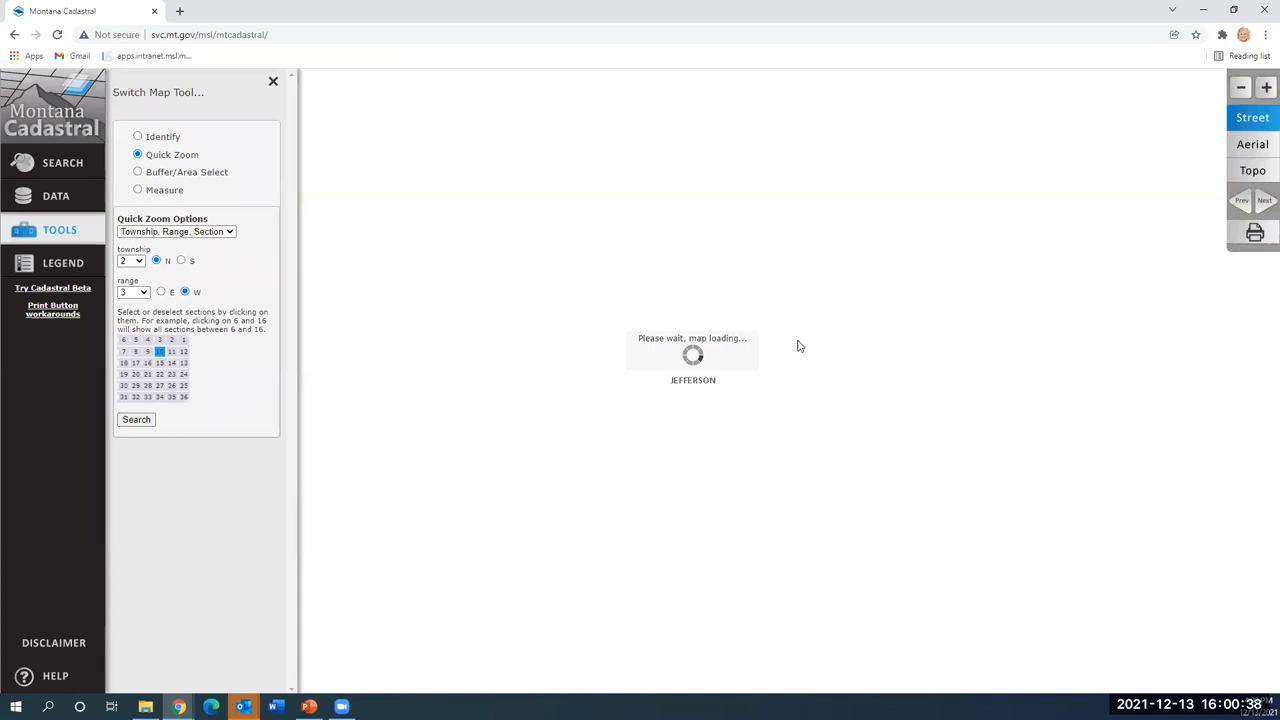 Montana Cadastral
Not secure
svc.mt.gov/msl/mtcadastral/
Apps
Gmail
apps.intranet.msl.m...
Reading list
Montana
Cadastral
SEARCH
DATA
TOOLS
LEGEND
Try Cadastral Beta
Print Button
workarounds
DISCLAIMER
HELP
Switch Map Tool...
Identify
Quick Zoom
Buffer/Area Select
Measure
Quick Zoom Options
Township, Range, Section
township
2 N S
range
3 E W
Select or deselect sections by clicking on
them. For example, clicking on 6 and 16
will show all sections between 6 and 16.
6 5 4 3 2 1
7 8 9 10 11 12
18 17 16 15 14 13
19 20 21 22 23 24
30 29 28 27 26 25
31 32 33 34 35 36
Search
Please wait, map loading...
JEFFERSON
Street
Aerial
Topo
Prev Next
2021-12-13 16:00:38